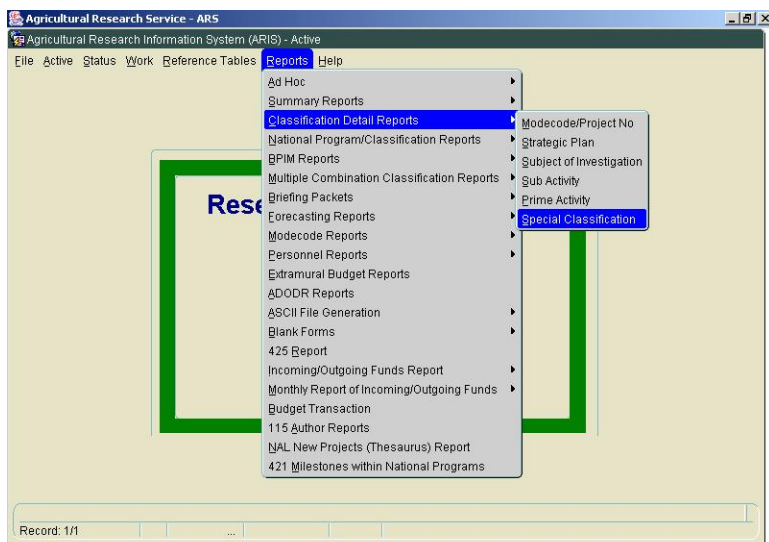 Agricultural Research Service - ARS
Agricultural Research Information System (ARIS) - Active
File Active Status Work Reference Tables Reports Help
Ad Hoc
Summary Reports
Classification Detail Reports
National Program/Classification Reports
BPIM Reports
Multiple Combination Classification Reports
Briefing Packets
Forecasting Reports
Modecode Reports
Personnel Reports
Extramural Budget Reports
ADODR Reports
ASCII File Generation
Blank Forms
425 Report
Incoming/Outgoing Funds Report
Monthly Report of Incoming/Outgoing Funds
Budget Transaction
115 Author Reports
NAL New Projects (Thesaurus) Report
421 Milestones within National Programs
Modecode/Project No
Strategic Plan
Subject of Investigation
Sub Activity
Prime Activity
Special Classification
Rese
Record: 1/1
...